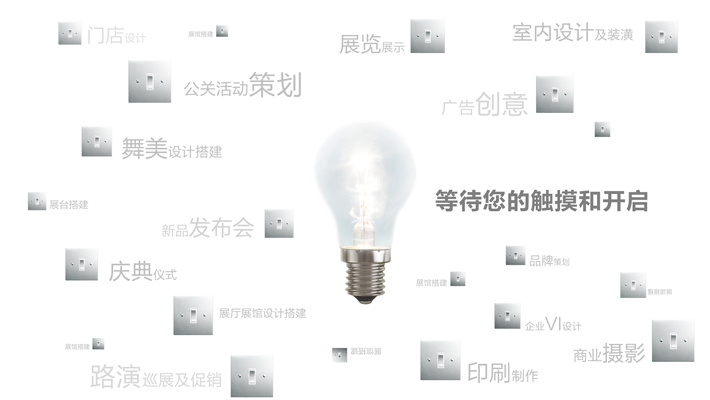 门店设计
展馆搭建
展览展示
室内设计及装潢
公关活动策划
广告创意
舞美设计搭建
展台搭建
等待您的触摸和开启
新品发布会
庆典仪式
品牌策划
展馆搭建
展厅展馆设计搭建
企业VI设计
展馆搭建
商业摄影
路演巡展及促销
印刷制作